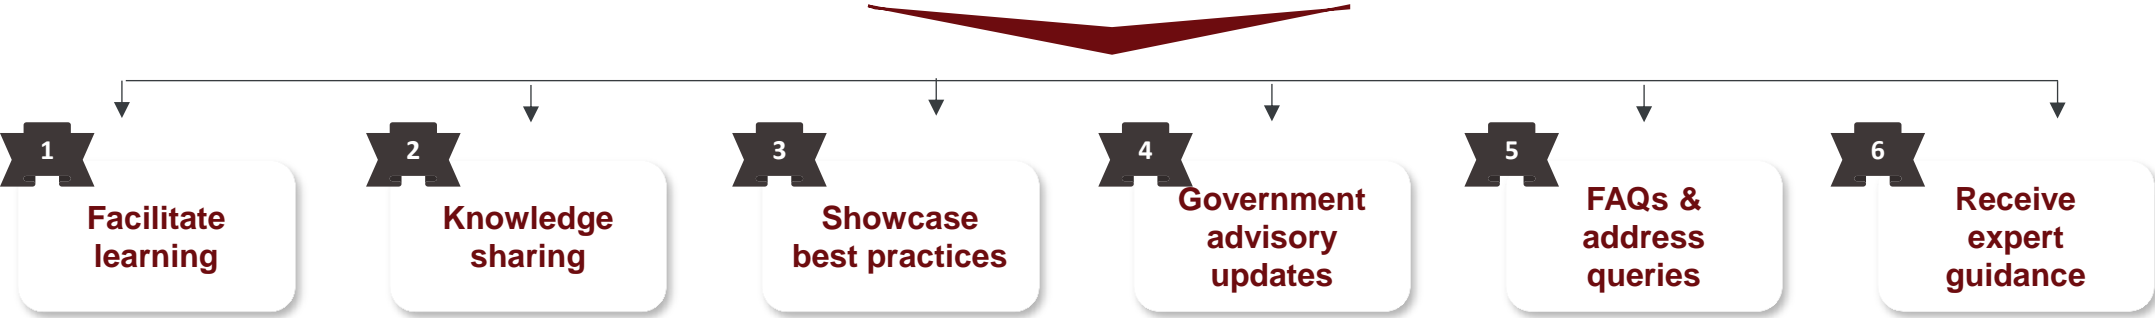 1
Facilitate
learning
2
Knowledge
sharing
3
Showcase
best practices
4
Government
advisory
updates
5
FAQs &
address
queries
6
Receive
expert
guidance